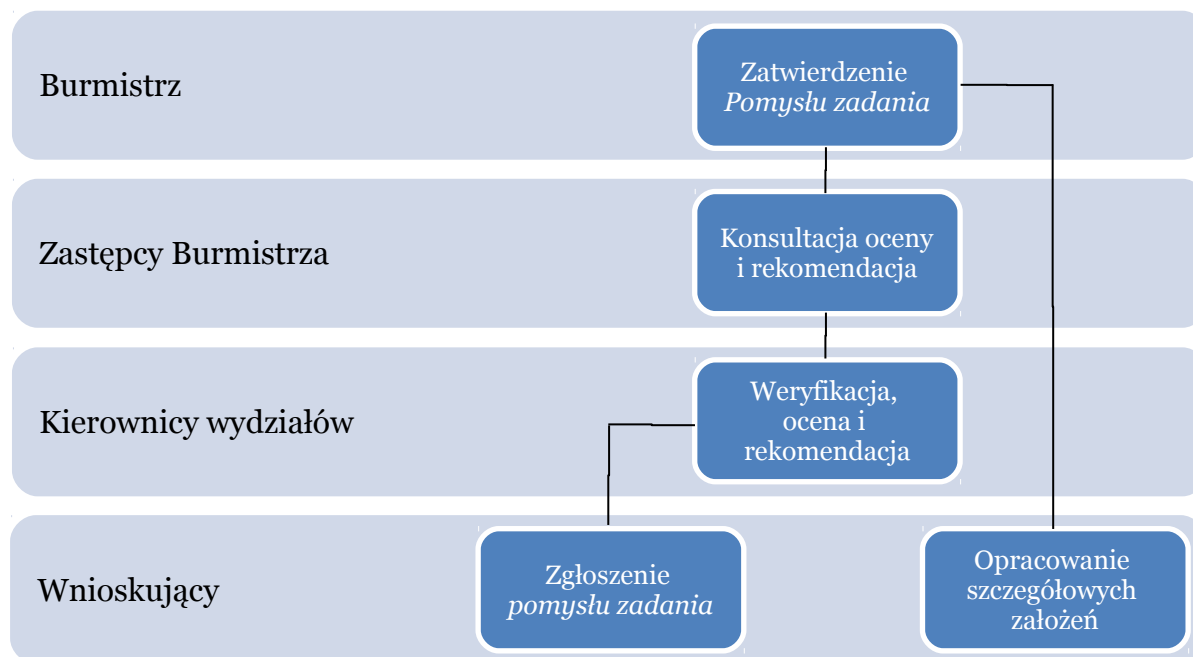 Burmistrz
Zatwierdzenie
Pomysłu zadania
Zastępcy Burmistrza
Konsultacja oceny
i rekomendacja
Kierownicy wydziałów
Weryfikacja,
ocena i
rekomendacja
Wnioskujący
Zgłoszenie
pomysłu zadania
Opracowanie
szczegółowych
założeń